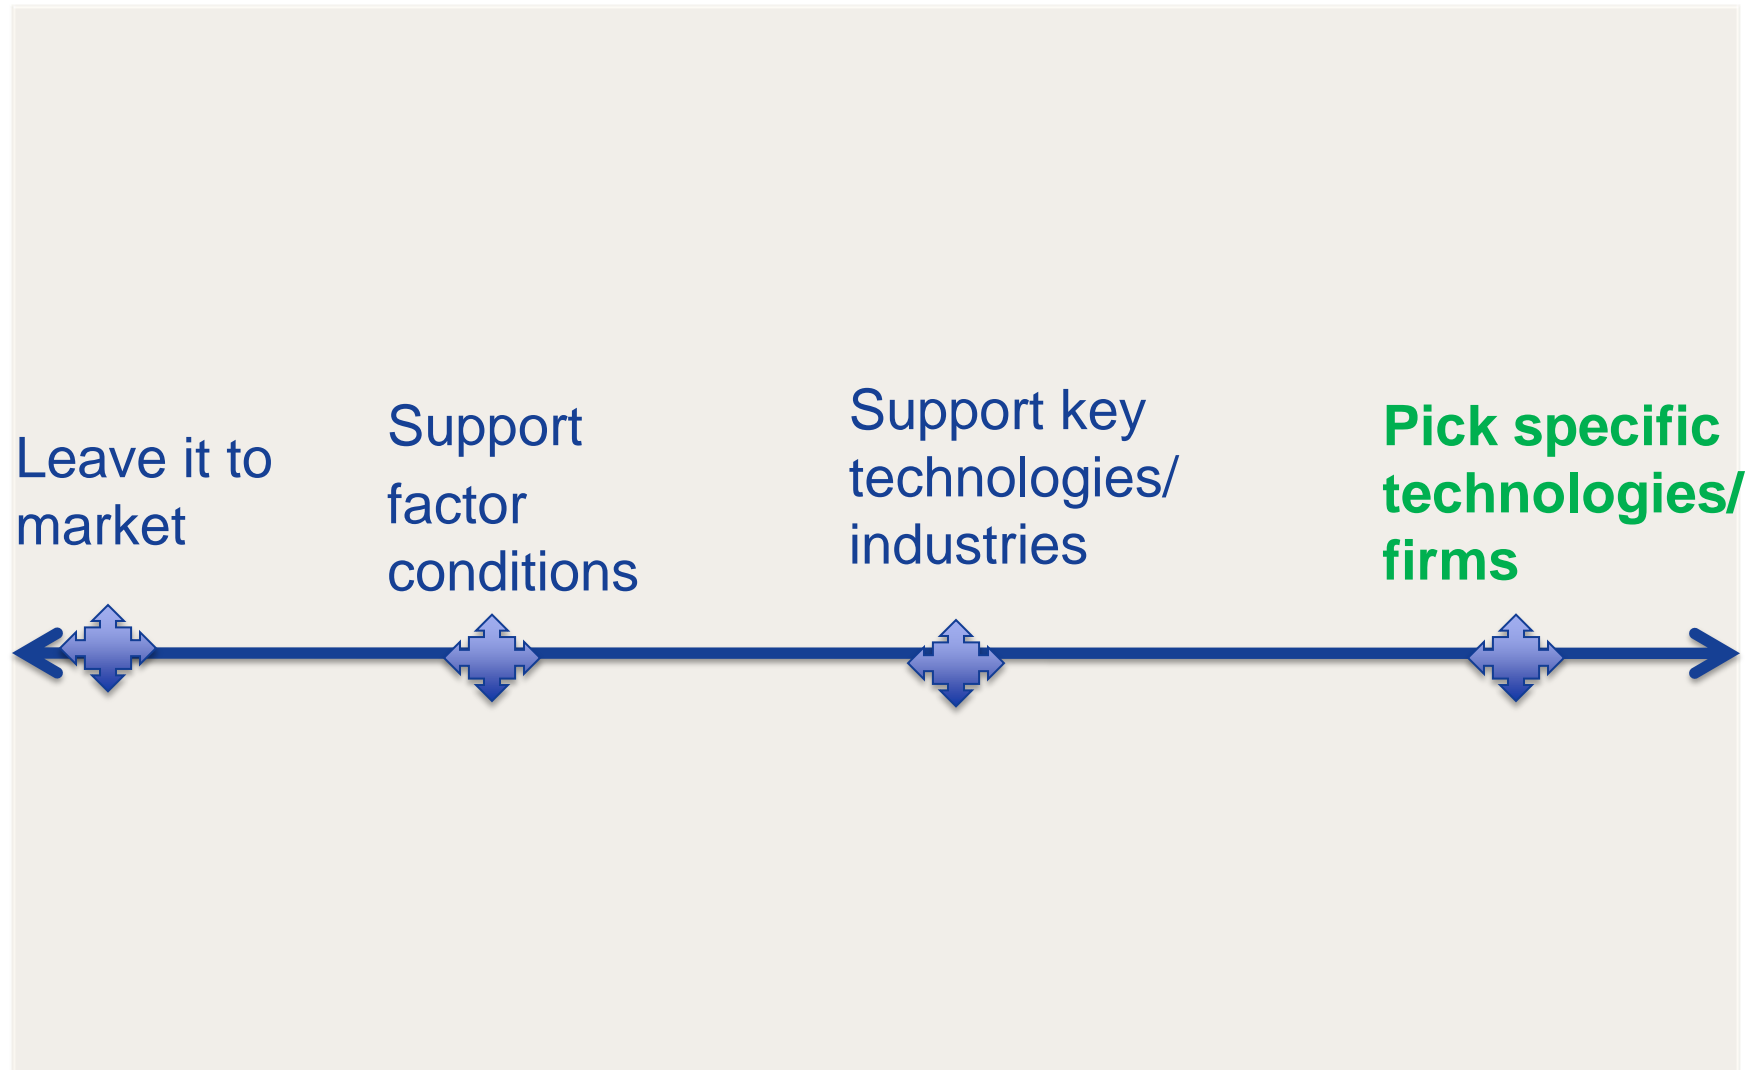 Leave it to
market
Support
factor
conditions
Support key
technologies/
industries
Pick specific
technologies/
firms